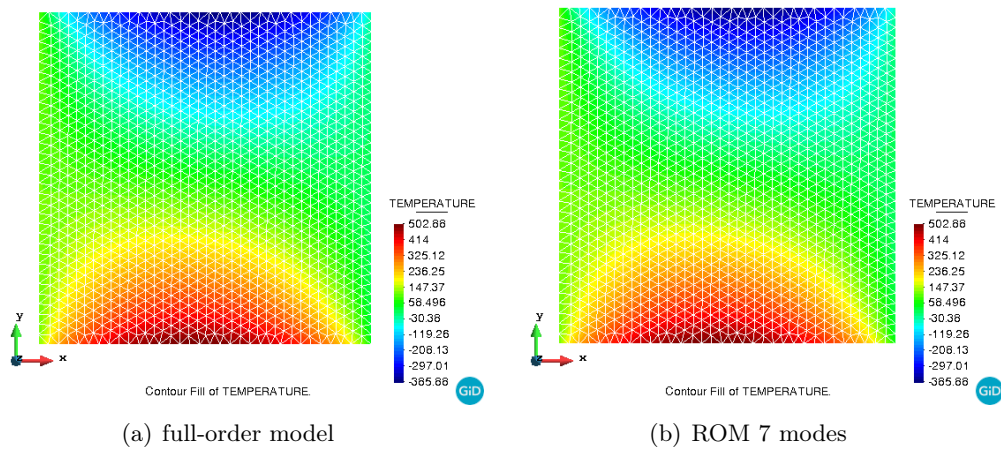 TEMPERATURE
502.88
414
325.12
236.25
147.37
58.496
-30.38
-119.26
-208.13
-297.01
-385.88
y
z
x
Contour Fill of TEMPERATURE.
GiD
(a) full-order model
TEMPERATURE
502.88
414
325.12
236.25
147.37
58.496
-30.38
-119.26
-208.13
-297.01
-385.88
y
z
x
Contour Fill of TEMPERATURE.
GiD
(b) ROM 7 modes